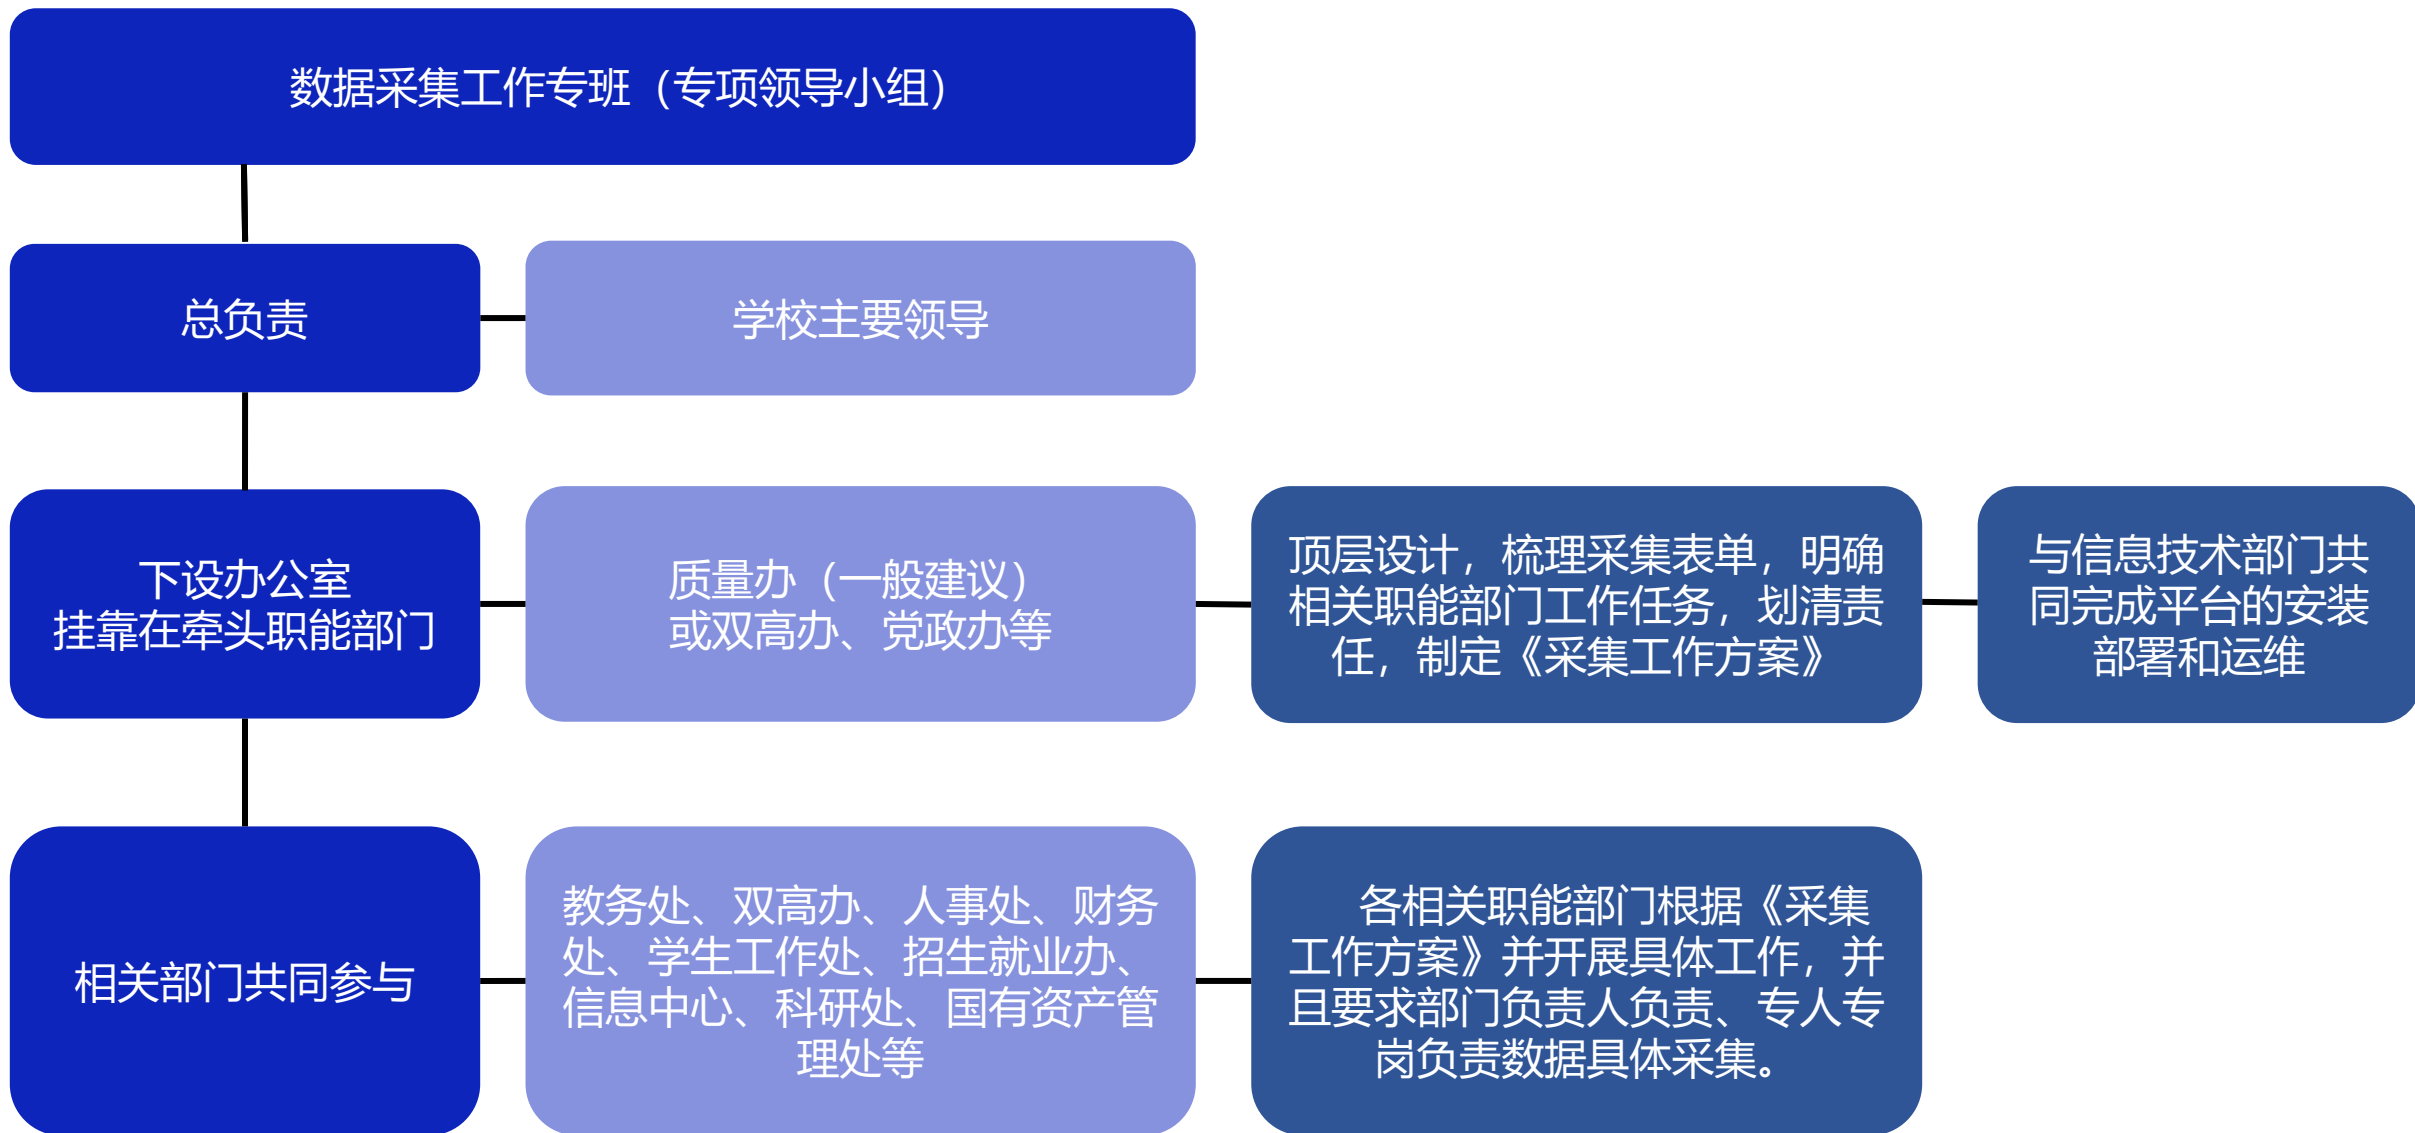 数据采集工作专班（专项领导小组）
总负责
学校主要领导
下设办公室
挂靠在牵头职能部门
质量办（一般建议）
或双高办、党政办等
顶层设计，梳理采集表单，明确
相关职能部门工作任务，划清责
任，制定《采集工作方案》
与信息技术部门共
同完成平台的安装
部署和运维
相关部门共同参与
教务处、双高办、人事处、财务
处、学生工作处、招生就业办、
信息中心、科研处、国有资产管
理处等
各相关职能部门根据《采集
工作方案》并开展具体工作，并
且要求部门负责人负责、专人专
岗负责数据具体采集。